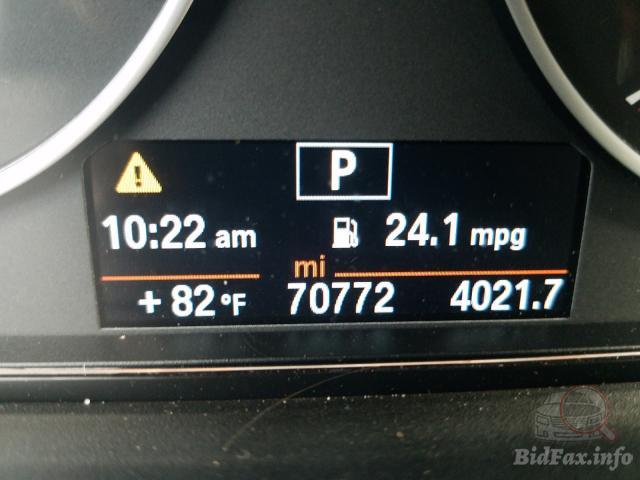 P
10:22 am 24.1 mpg
mi
+ 82 °F 70772 4021.7
BidFax.info